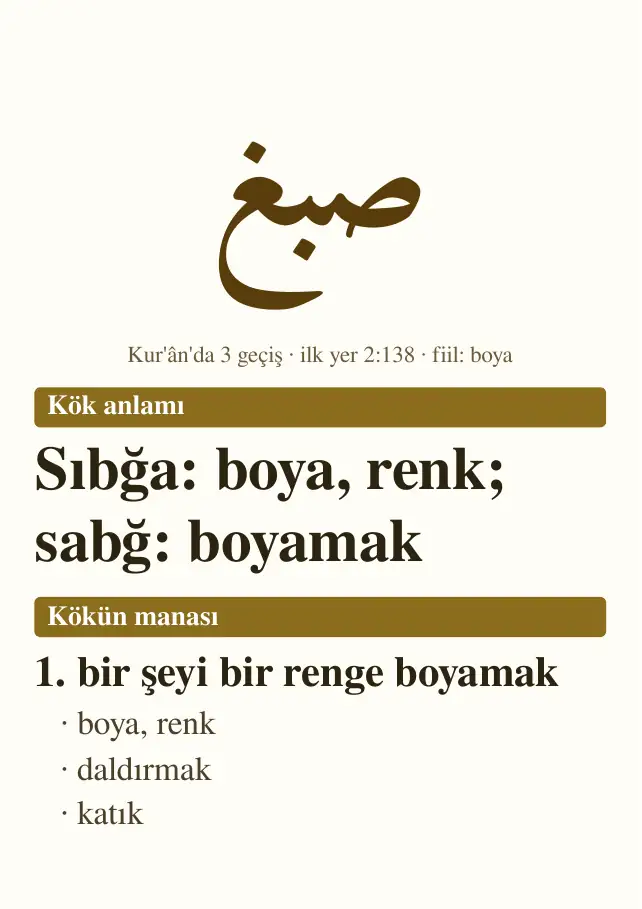 صبغ
Kur'ân'da 3 geçiş · ilk yer 2:138 · fiil: boya
Kök anlamı
Sıbğa: boya, renk;
sabğ: boyamak
Kökün manası
1. bir şeyi bir renge boyamak
· boya, renk
· daldırmak
· katık